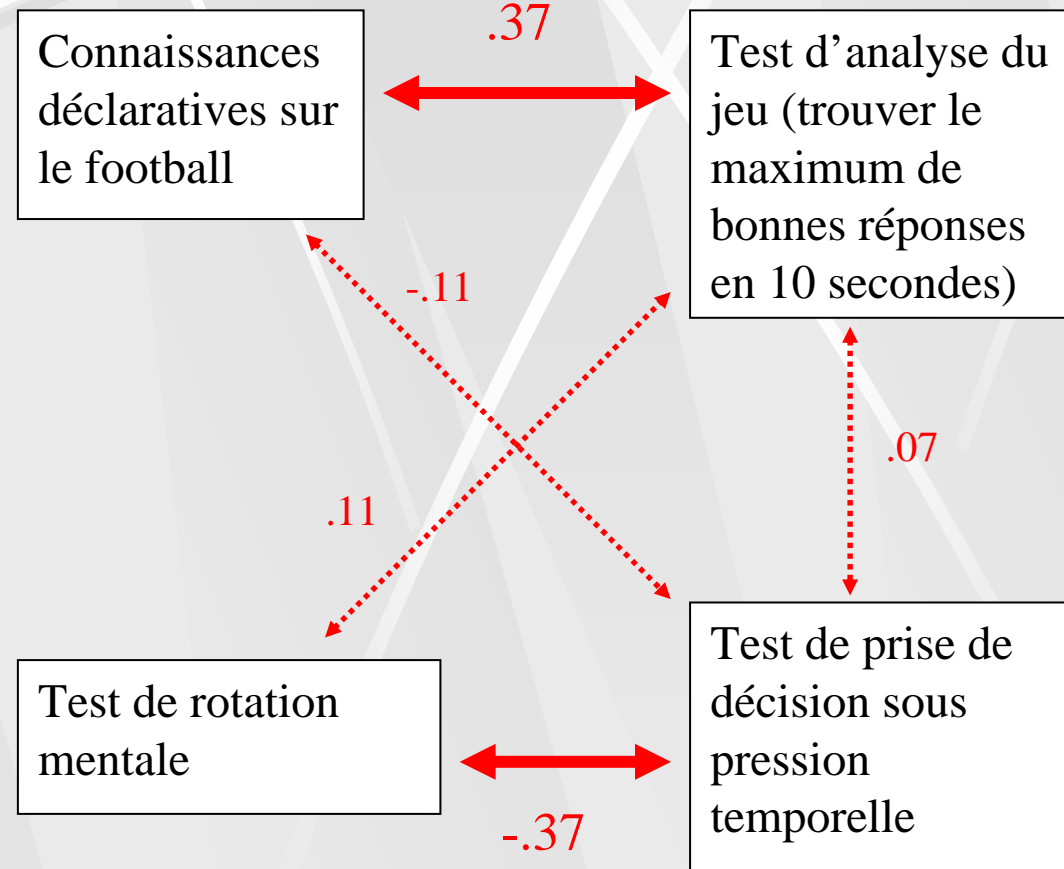 .37
Connaissances
déclaratives sur
le football
Test d’analyse du
jeu (trouver le
maximum de
bonnes réponses
en 10 secondes)
-.11
.11
.07
Test de rotation
mentale
Test de prise de
décision sous
pression
temporelle
-.37